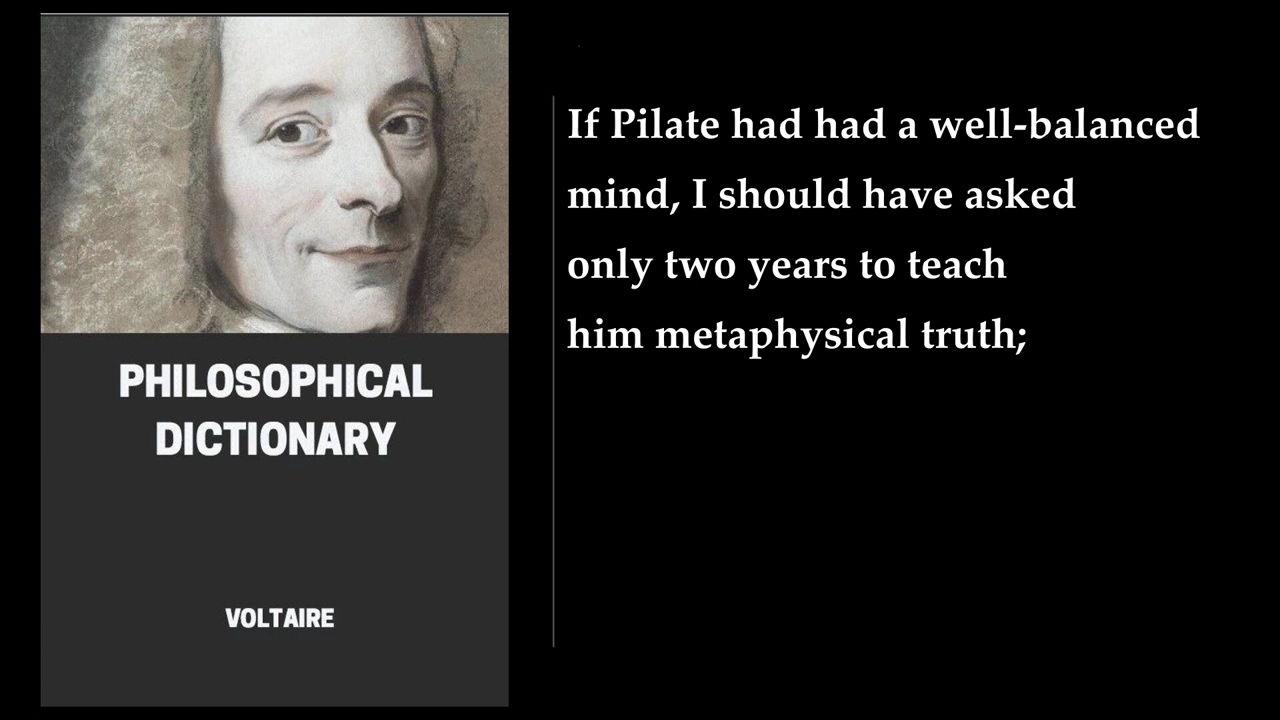 PHILOSOPHICAL
DICTIONARY
VOLTAIRE
If Pilate had had a well-balanced
mind, I should have asked
only two years to teach
him metaphysical truth;